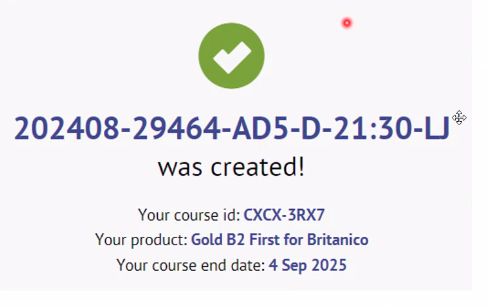 202408-29464-AD5-D-21:30-LJ
was created!
Your course id: CXCX-3RX7
Your product: Gold B2 First for Britanico
Your course end date: 4 Sep 2025